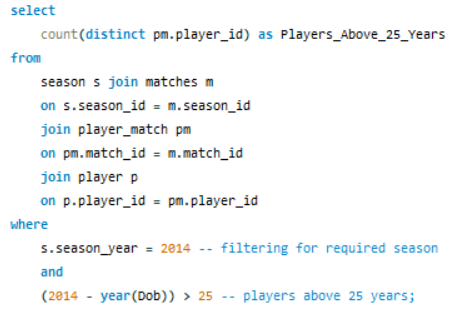 select
count(distinct pm.player_id) as Players_Above_25_Years
from
season s join matches m
on s.season_id = m.season_id
join player_match pm
on pm.match_id = m.match_id
join player p
on p.player_id = pm.player_id
where
s.season_year = 2014 -- filtering for required season
and
(2014 - year(Dob)) > 25 -- players above 25 years;